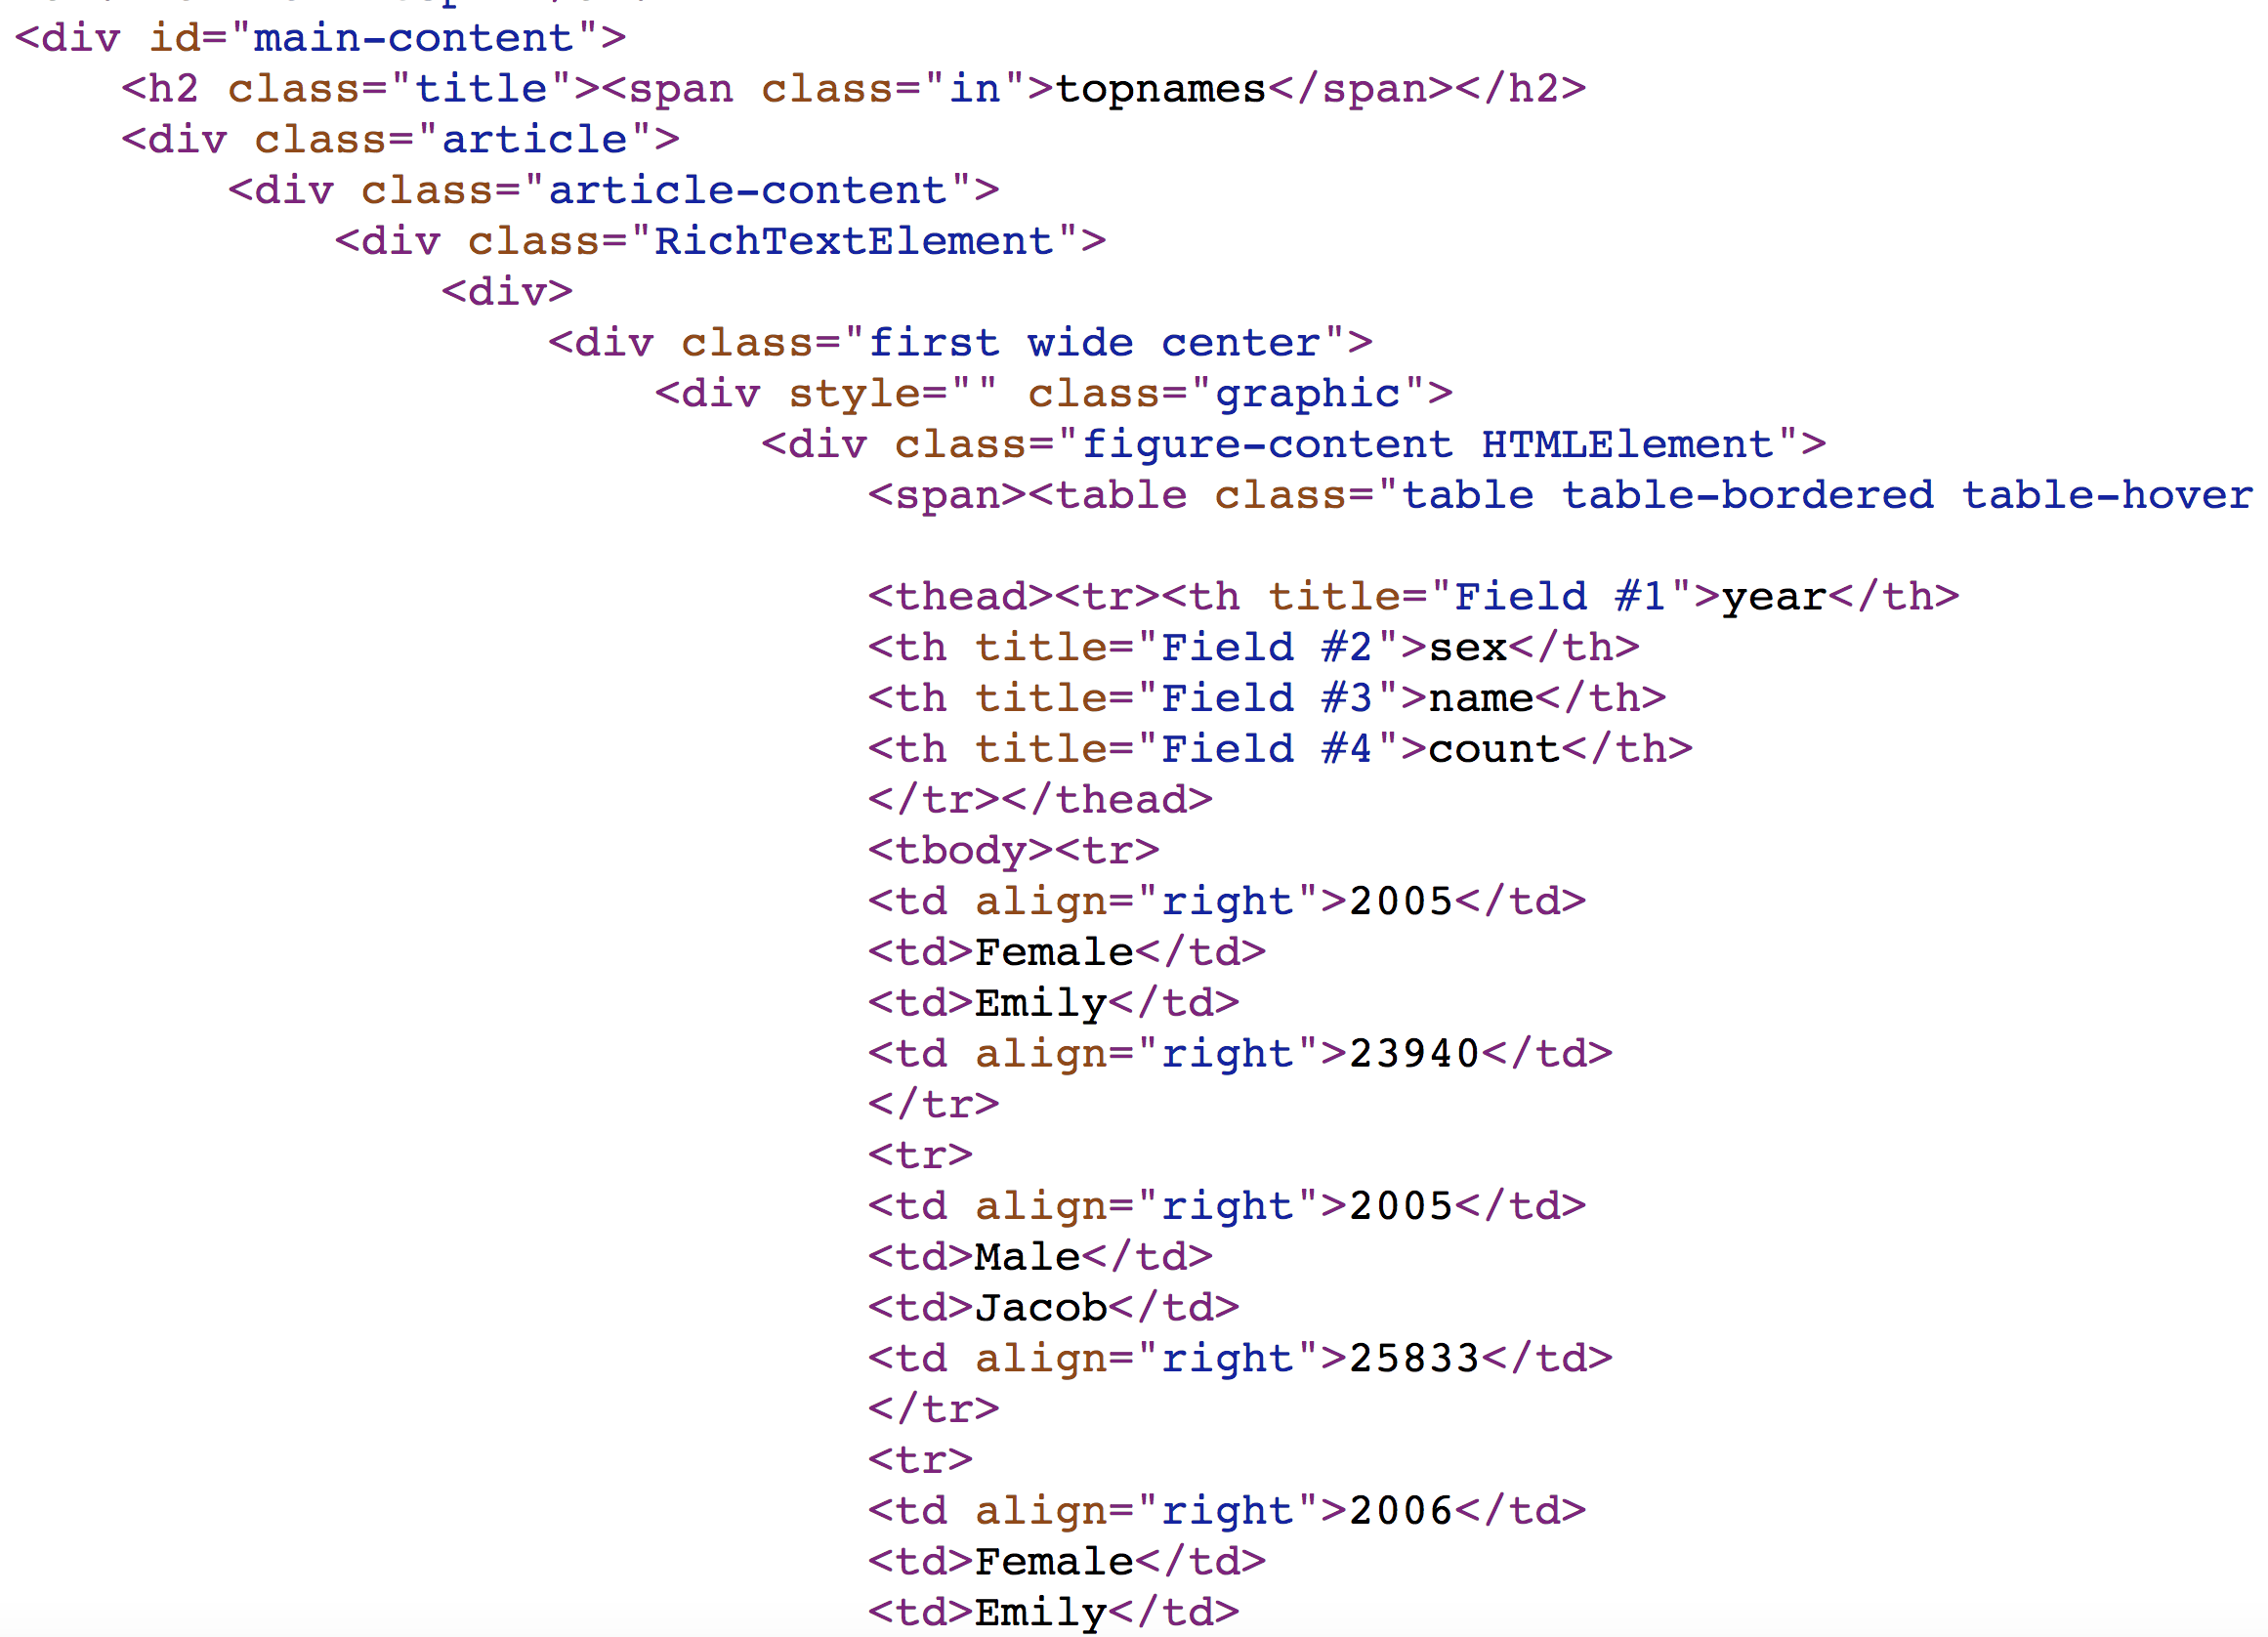 <div id="main-content">
<h2 class="title"><span class="in">topnames</span></h2>
<div class="article">
<div class="article-content">
<div class="RichTextElement">
<div>
<div class="first wide center">
<div style="" class="graphic">
<div class="figure-content HTMLElement">
<span><table class="table table-bordered table-hover
<thead><tr><th title="Field #1">year</th>
<th title="Field #2">sex</th>
<th title="Field #3">name</th>
<th title="Field #4">count</th>
</tr></thead>
<tbody><tr>
<td align="right">2005</td>
<td>Female</td>
<td>Emily</td>
<td align="right">23940</td>
</tr>
<tr>
<td align="right">2005</td>
<td>Male</td>
<td>Jacob</td>
<td align="right">25833</td>
</tr>
<tr>
<td align="right">2006</td>
<td>Female</td>
<td>Emily</td>